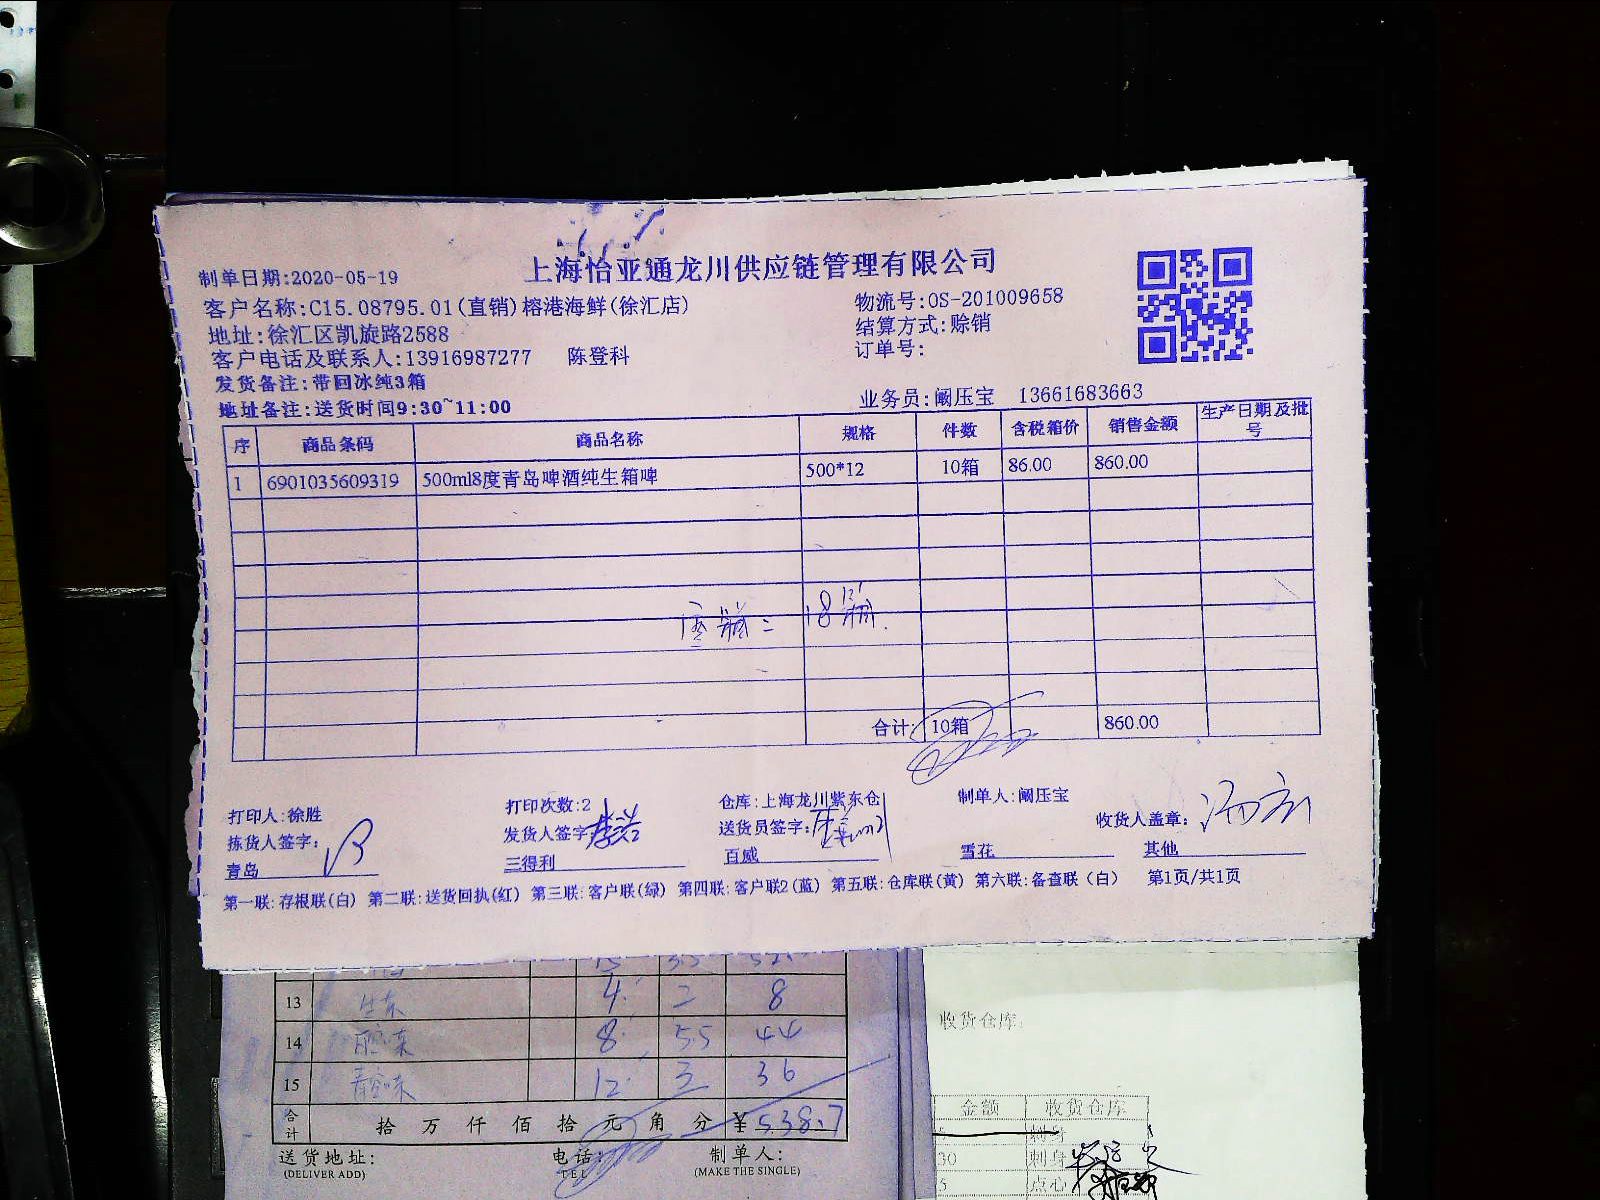 上海怡亚通龙川供应链管理有限公司
制单日期:2020-05-19
客户名称:C15.08795.01(直销)榕港海鲜(徐汇店)
物流号:OS-201009658
地址:徐汇区凯旋路2588
结算方式:赊销
客户电话及联系人:13916987277 陈登科
订单号:
发货备注:带回冰纯3箱
地址备注:送货时间9:30~11:00
业务员:阚压宝 13661683663
序 商品条码 商品名称 规格 件数 含税箱价 销售金额 生产日期及批号
1 6901035609319 500ml8度青岛啤酒纯生箱啤 500*12 10箱 86.00 860.00
合计: 10箱 860.00
打印人:徐胜 打印次数:2 仓库:上海龙川紫东仓 制单人:阚压宝
拣货人签字: 发货人签字: 送货员签字: 收货人盖章:
青岛 三得利 百威 雪花 其他
第一联:存根联(白) 第二联:送货回执(红) 第三联:客户联(绿) 第四联:客户联2(蓝) 第五联:仓库联(黄) 第六联:备查联(白) 第1页/共1页
13 4 2 8
14 8 5.5 44
15 12 3 36
合计 拾 万 仟 佰 拾 元 角 分 ¥538.7
送货地址: 电话: 制单人:
(DELIVER ADD) TEL (MAKE THE SINGLE)
收货仓库:
金额 收货仓库
刺身
30 刺身
5 点心